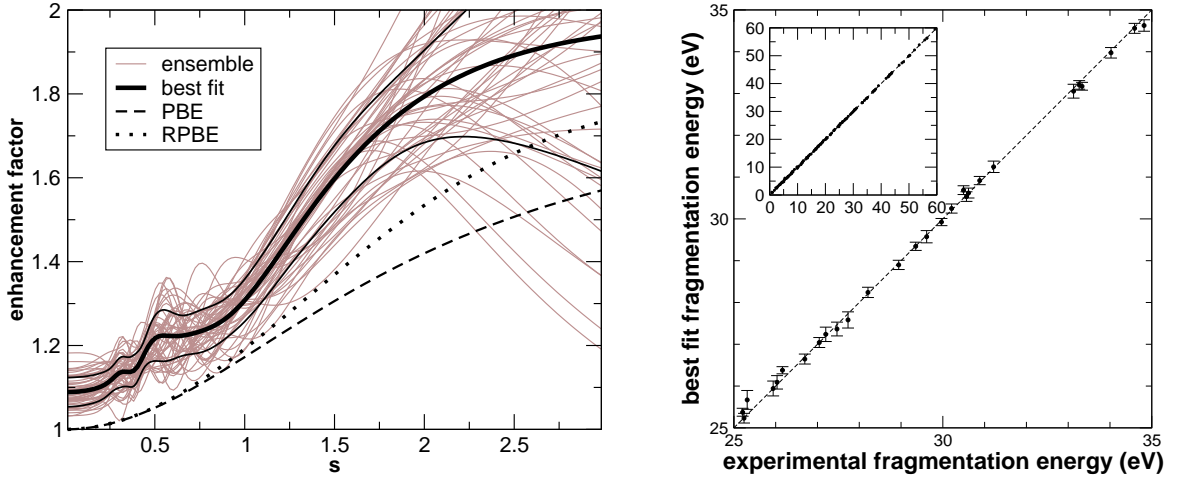 2
1.8
1.6
1.4
1.2
1
0.5
1
1.5
2
2.5
s
enhancement factor
ensemble
best fit
PBE
RPBE
35
30
25
25
30
35
experimental fragmentation energy (eV)
best fit fragmentation energy (eV)
60
50
40
30
20
10
0
0 10 20 30 40 50 60